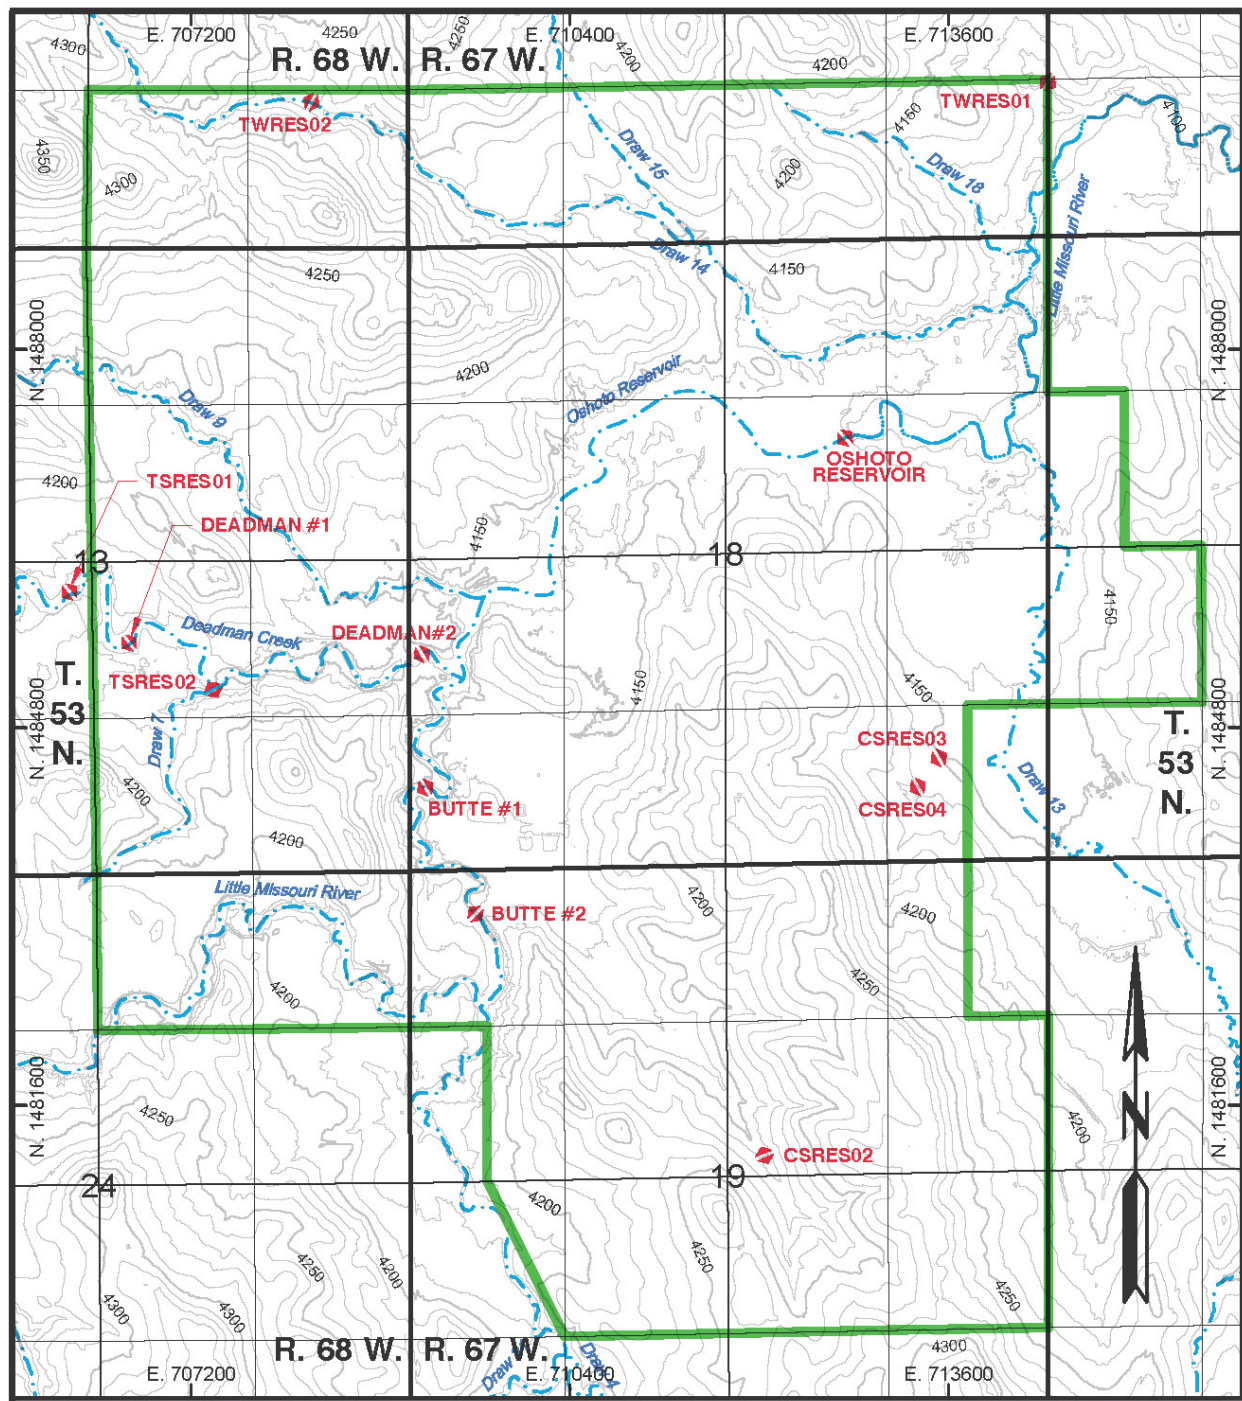 E. 707200
4250
4250
E. 710400
4200
E. 713600
4300
R. 68 W.
R. 67 W.
4200
TWRES01
TWRES02
4150
4100
4350
4300
Draw 15
4200
Draw 18
Little Missouri River
Draw 14
4250
4150
N. 1488000
N. 1488000
4200
Oshoto Reservoir
Draw 9
OSHOTO
RESERVOIR
4200
TSRES01
DEADMAN #1
4150
13
18
4150
Deadman Creek
DEADMAN#2
T.
53
N.
TSRES02
4150
4150
N. 1484800
N. 1484800
Draw 7
CSRES03
T.
53
N.
4200
CSRES04
Draw 13
BUTTE #1
4200
Little Missouri River
4200
4200
BUTTE #2
4200
4250
N. 1481600
N. 1481600
4250
N
4200
CSRES02
24
19
4200
4250
4200
4250
4250
4300
4300
R. 68 W.
R. 67 W.
4300
E. 707200
Draw
E. 710400
Draw 4
E. 713600